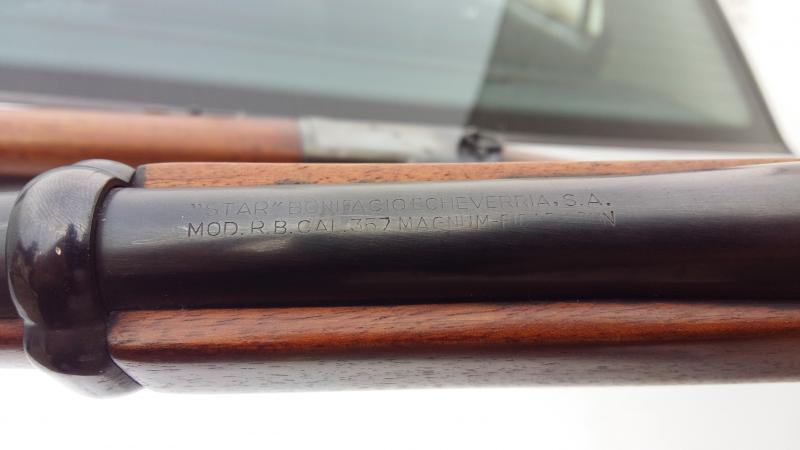 "STAR" BONIFACIO ECHEVERRIA, S.A.
MOD. R.B. CAL. 357 MAGNUM-